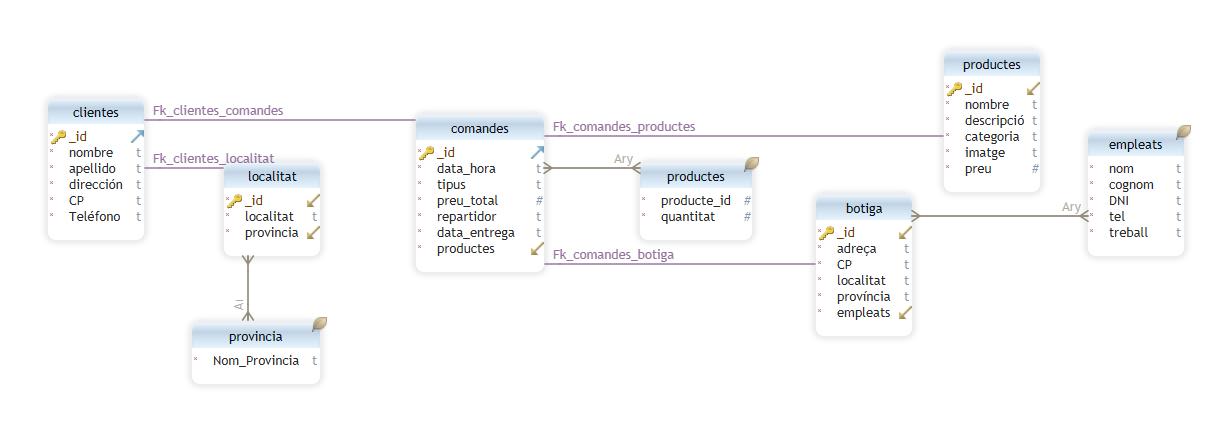 clientes
_id
nombre t
apellido t
dirección t
CP t
Teléfono t
Fk_clientes_comandes
Fk_clientes_localitat
localitat
_id
localitat t
provincia
provincia
Nom_Provincia t
comandes
_id
data_hora t
tipus t
preu_total #
repartidor t
data_entrega t
productes
Fk_comandes_productes
Ary
productes
producte_id #
quantitat #
Fk_comandes_botiga
botiga
_id
adreça t
CP t
localitat t
província t
empleats
productes
_id
nombre t
descripció t
categoria t
imatge t
preu #
Ary
empleats
nom t
cognom t
DNI t
tel t
treball t